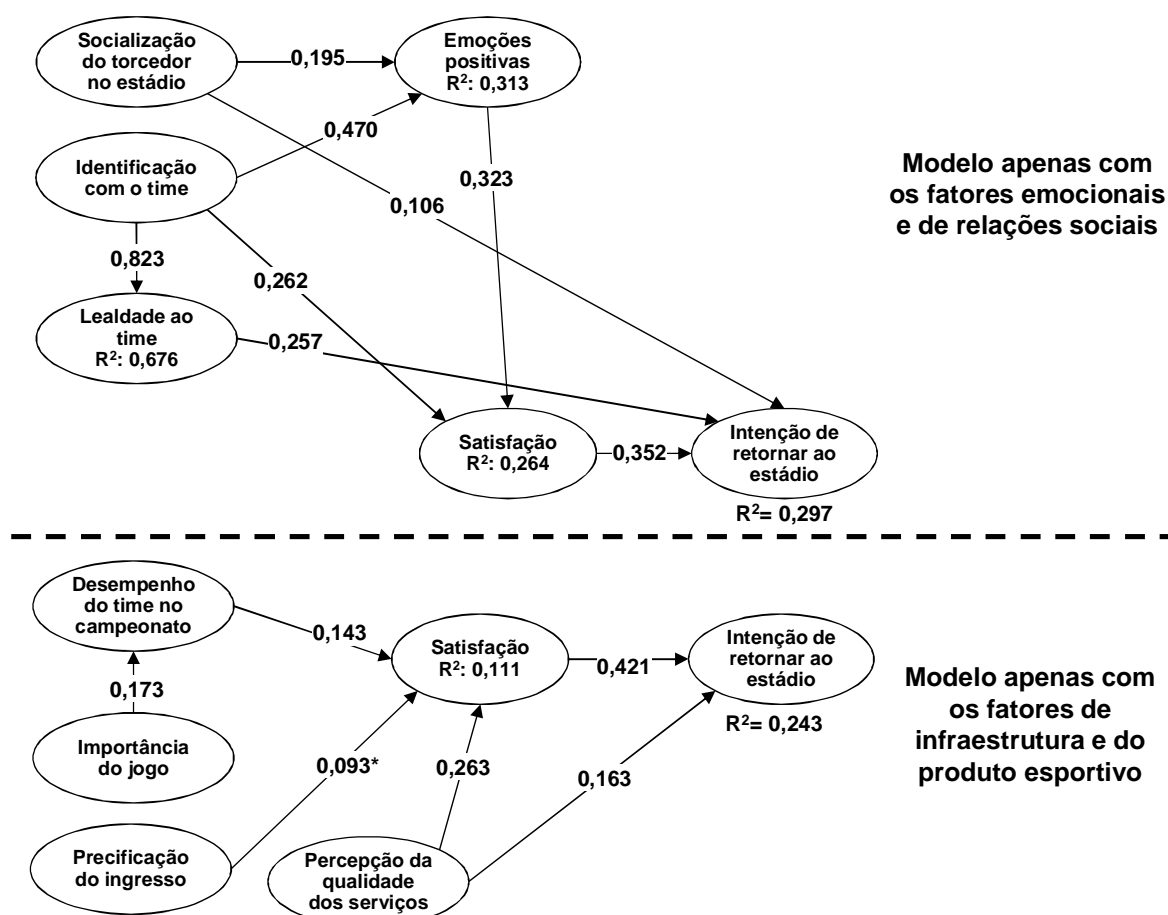 Socialização
do torcedor
no estádio
0,195
Emoções
positivas
R²: 0,313
0,470
Identificação
com o time
0,323
0,106
Modelo apenas com
os fatores emocionais
e de relações sociais
0,823
0,262
Lealdade ao
time
R²: 0,676
0,257
Satisfação
R²: 0,264
0,352
Intenção de
retornar ao
estádio
R²= 0,297
Desempenho
do time no
campeonato
0,143
Satisfação
R²: 0,111
0,421
Intenção de
retornar ao
estádio
R²= 0,243
Modelo apenas com
os fatores de
infraestrutura e do
produto esportivo
0,173
Importância
do jogo
0,093*
0,263
0,163
Precificação
do ingresso
Percepção da
qualidade
dos serviços